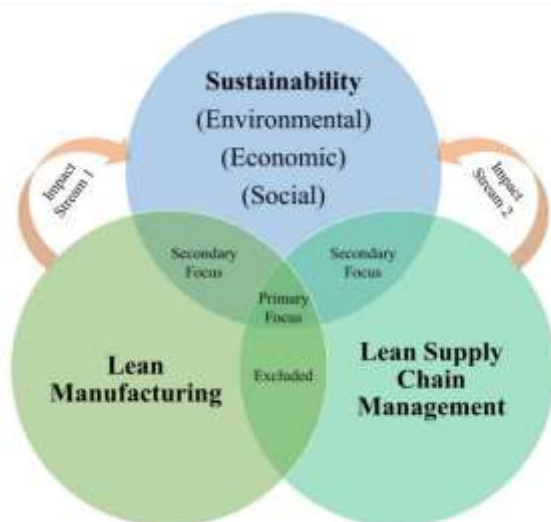 Sustainability
(Environmental)
(Economic)
(Social)
Impact
Stream 1
Impact
Stream 2
Secondary
Focus
Secondary
Focus
Primary
Focus
Lean
Manufacturing
Excluded
Lean Supply
Chain
Management